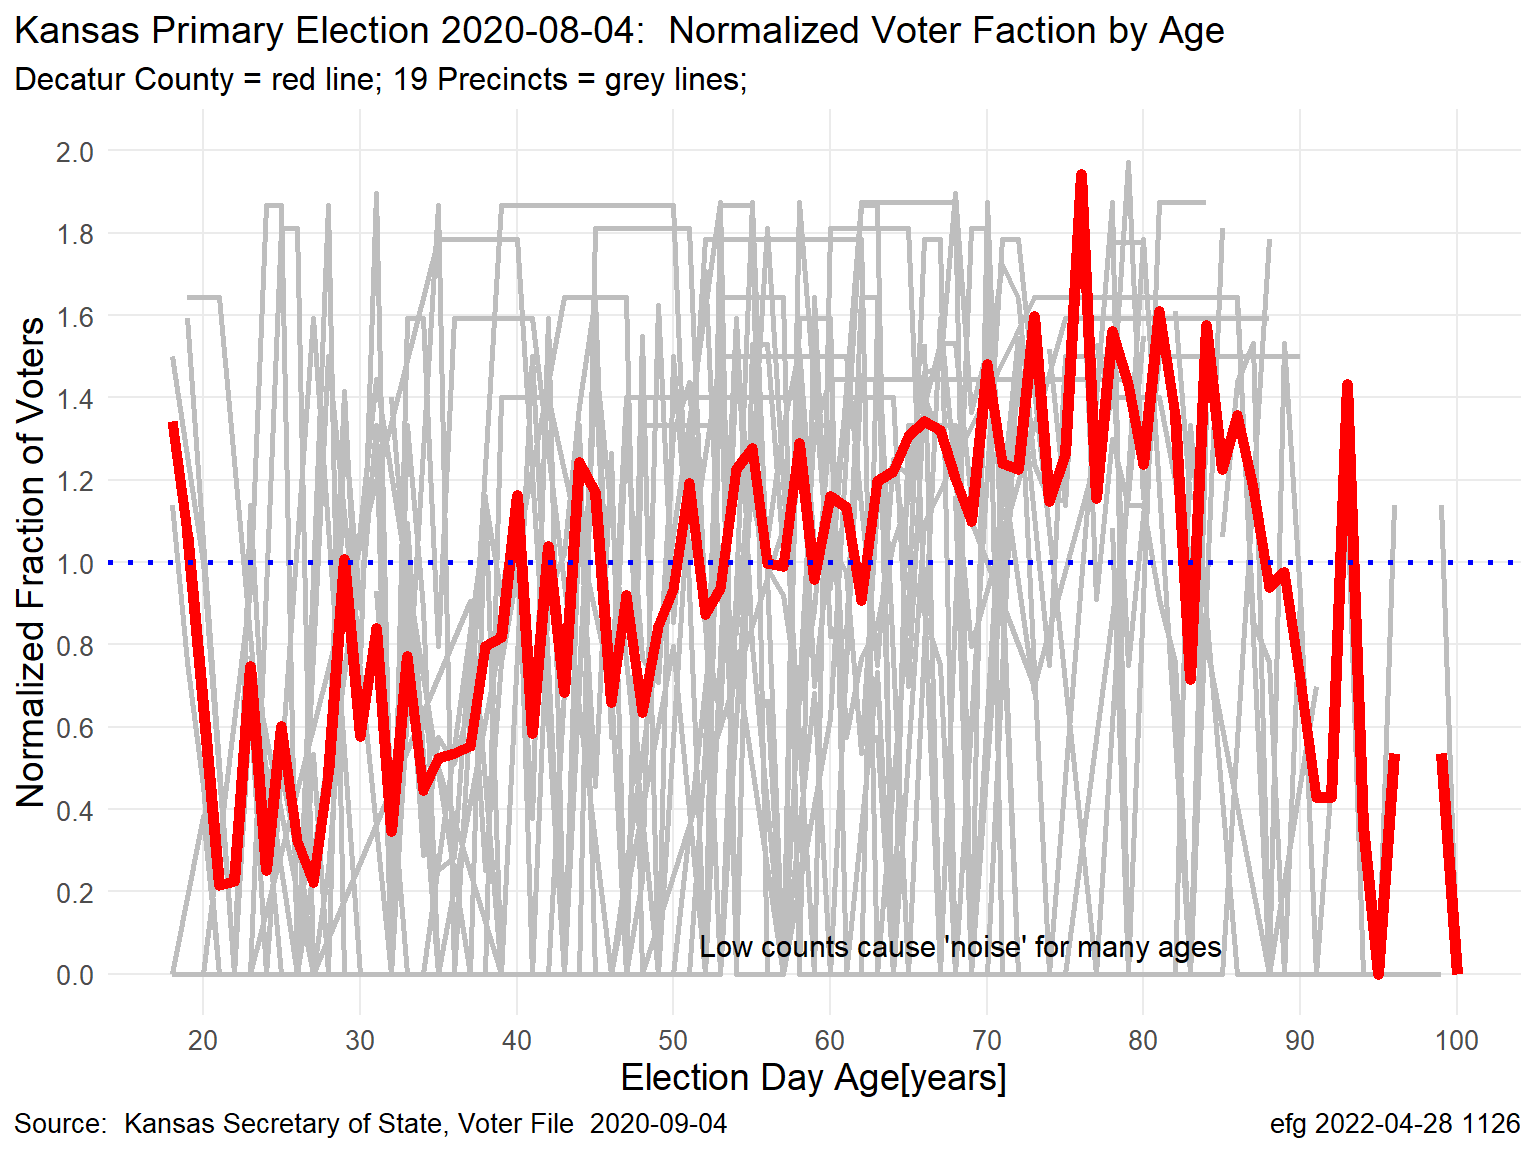 Kansas Primary Election 2020-08-04:  Normalized Voter Faction by Age
Decatur County = red line; 19 Precincts = grey lines;
Normalized Fraction of Voters
2.0
1.8
1.6
1.4
1.2
1.0
0.8
0.6
0.4
0.2
0.0
Low counts cause 'noise' for many ages
20 30 40 50 60 70 80 90 100
Election Day Age[years]
Source:  Kansas Secretary of State, Voter File  2020-09-04
efg 2022-04-28 1126